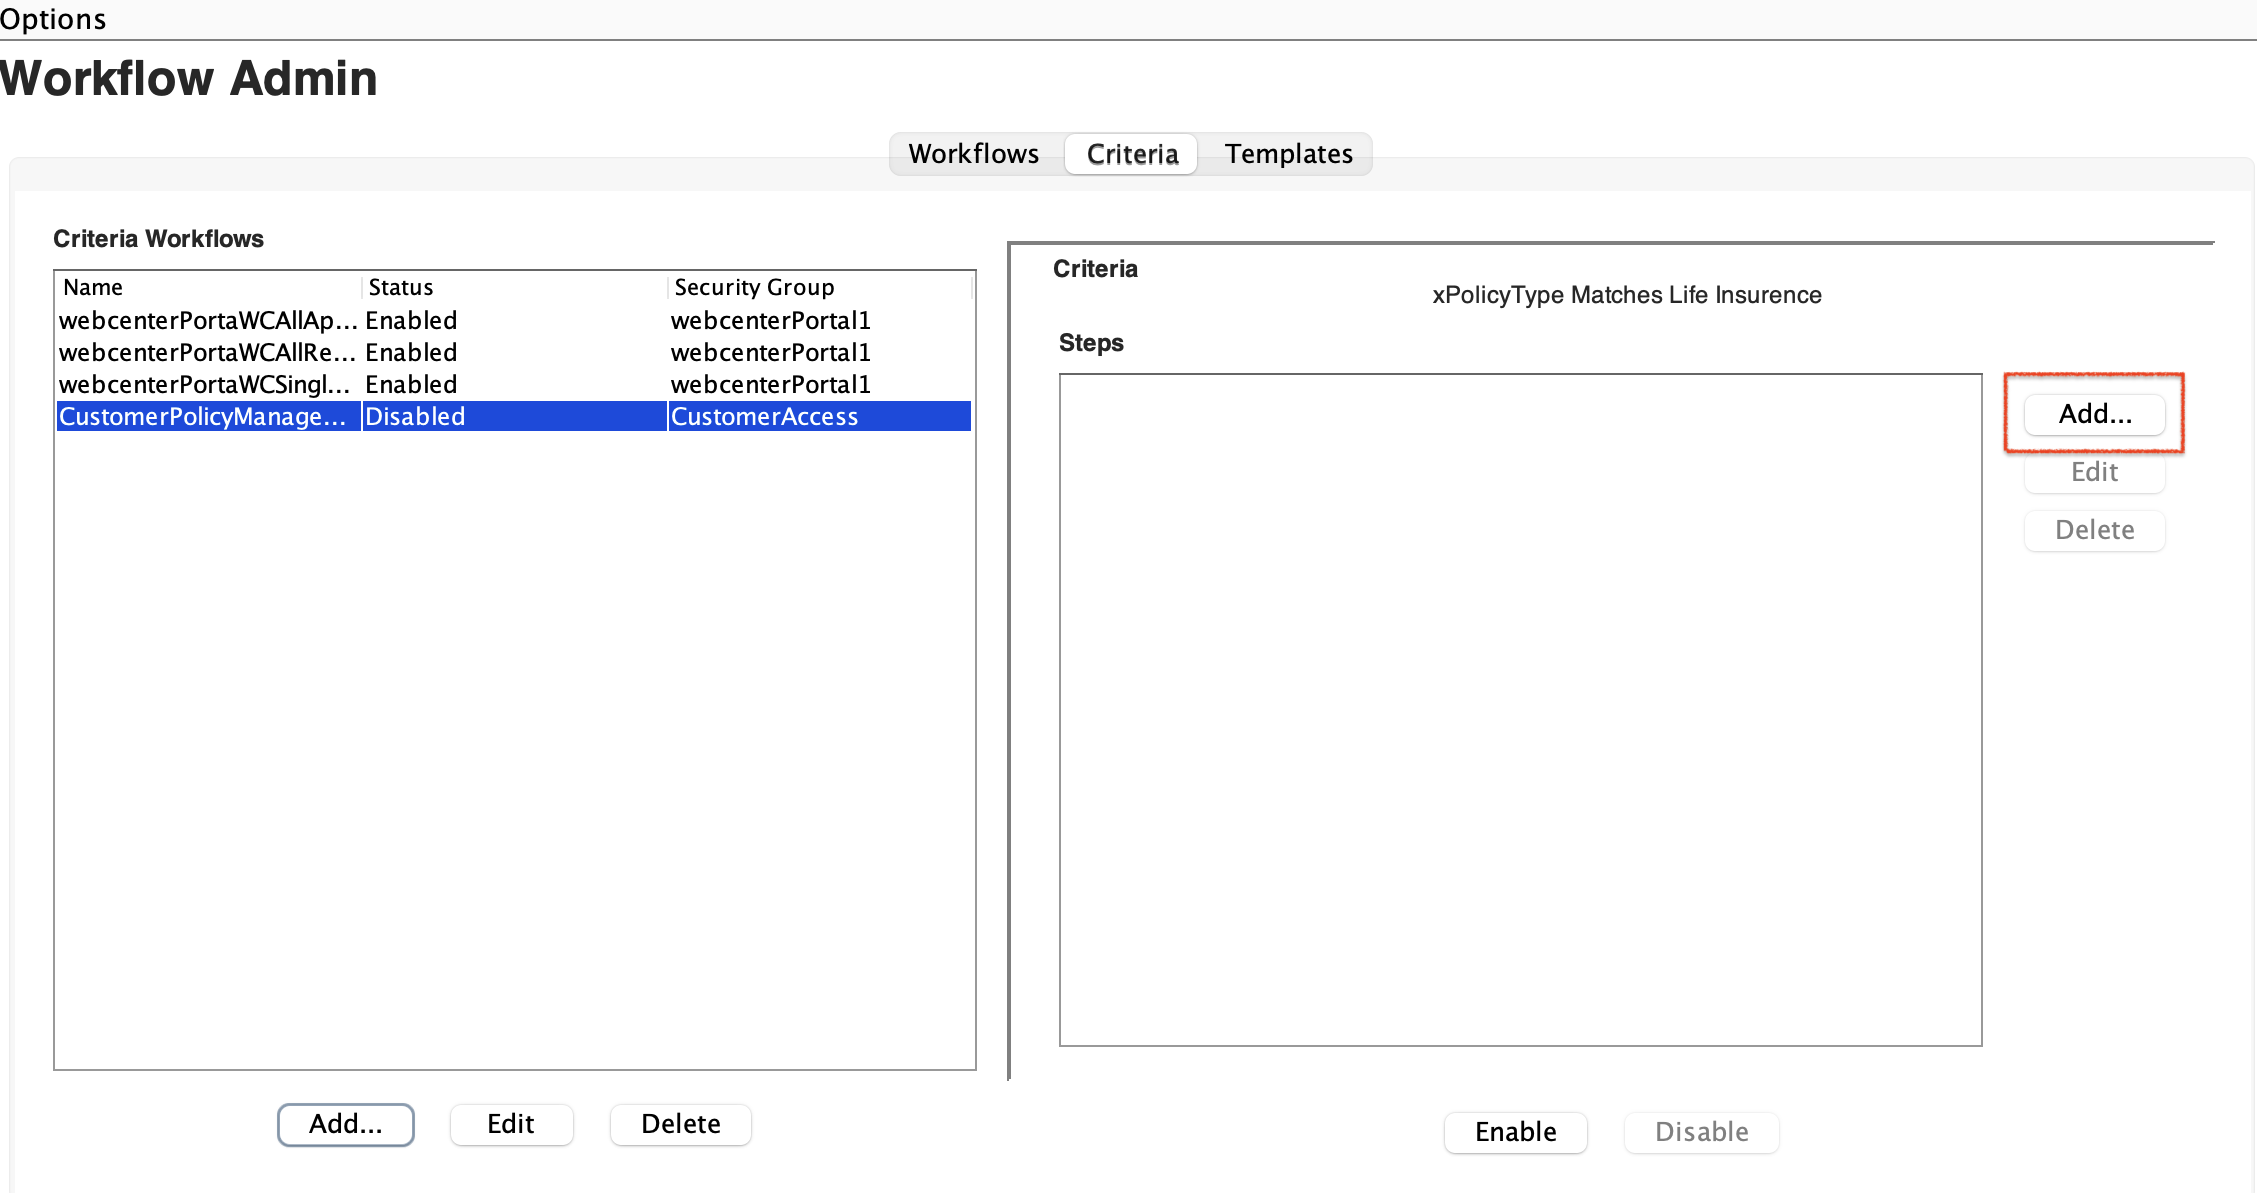 Options
Workflow Admin
Workflows Criteria Templates
Criteria Workflows
Name Status Security Group
webcenterPortaWCAllAp... Enabled webcenterPortal1
webcenterPortaWCAllRe... Enabled webcenterPortal1
webcenterPortaWCSingl... Enabled webcenterPortal1
CustomerPolicyManage... Disabled CustomerAccess
Add... Edit Delete
Criteria
xPolicyType Matches Life Insurence
Steps
Add...
Edit
Delete
Enable Disable